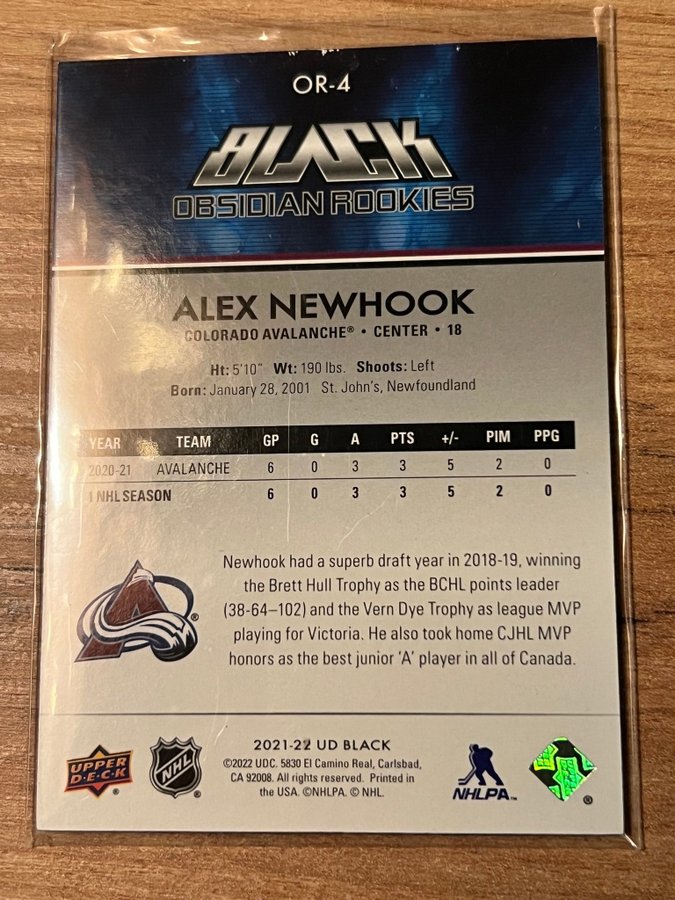 OR-4
BLACK
OBSIDIAN ROOKIES
ALEX NEWHOOK
COLORADO AVALANCHE® • CENTER • 18
Ht: 5'10" Wt: 190 lbs. Shoots: Left
Born: January 28, 2001 St. John's, Newfoundland
YEAR TEAM GP G A PTS +/- PIM PPG
2020-21 AVALANCHE 6 0 3 3 5 2 0
1 NHL SEASON 6 0 3 3 5 2 0
Newhook had a superb draft year in 2018-19, winning
the Brett Hull Trophy as the BCHL points leader
(38-64–102) and the Vern Dye Trophy as league MVP
playing for Victoria. He also took home CJHL MVP
honors as the best junior 'A' player in all of Canada.
A ®
2021-22 UD BLACK
©2022 UDC. 5830 El Camino Real, Carlsbad,
CA 92008. All rights reserved. Printed in
the USA. ©NHLPA. © NHL.
UPPER
D·E·C·K ®
NHL ®
NHLPA™
®